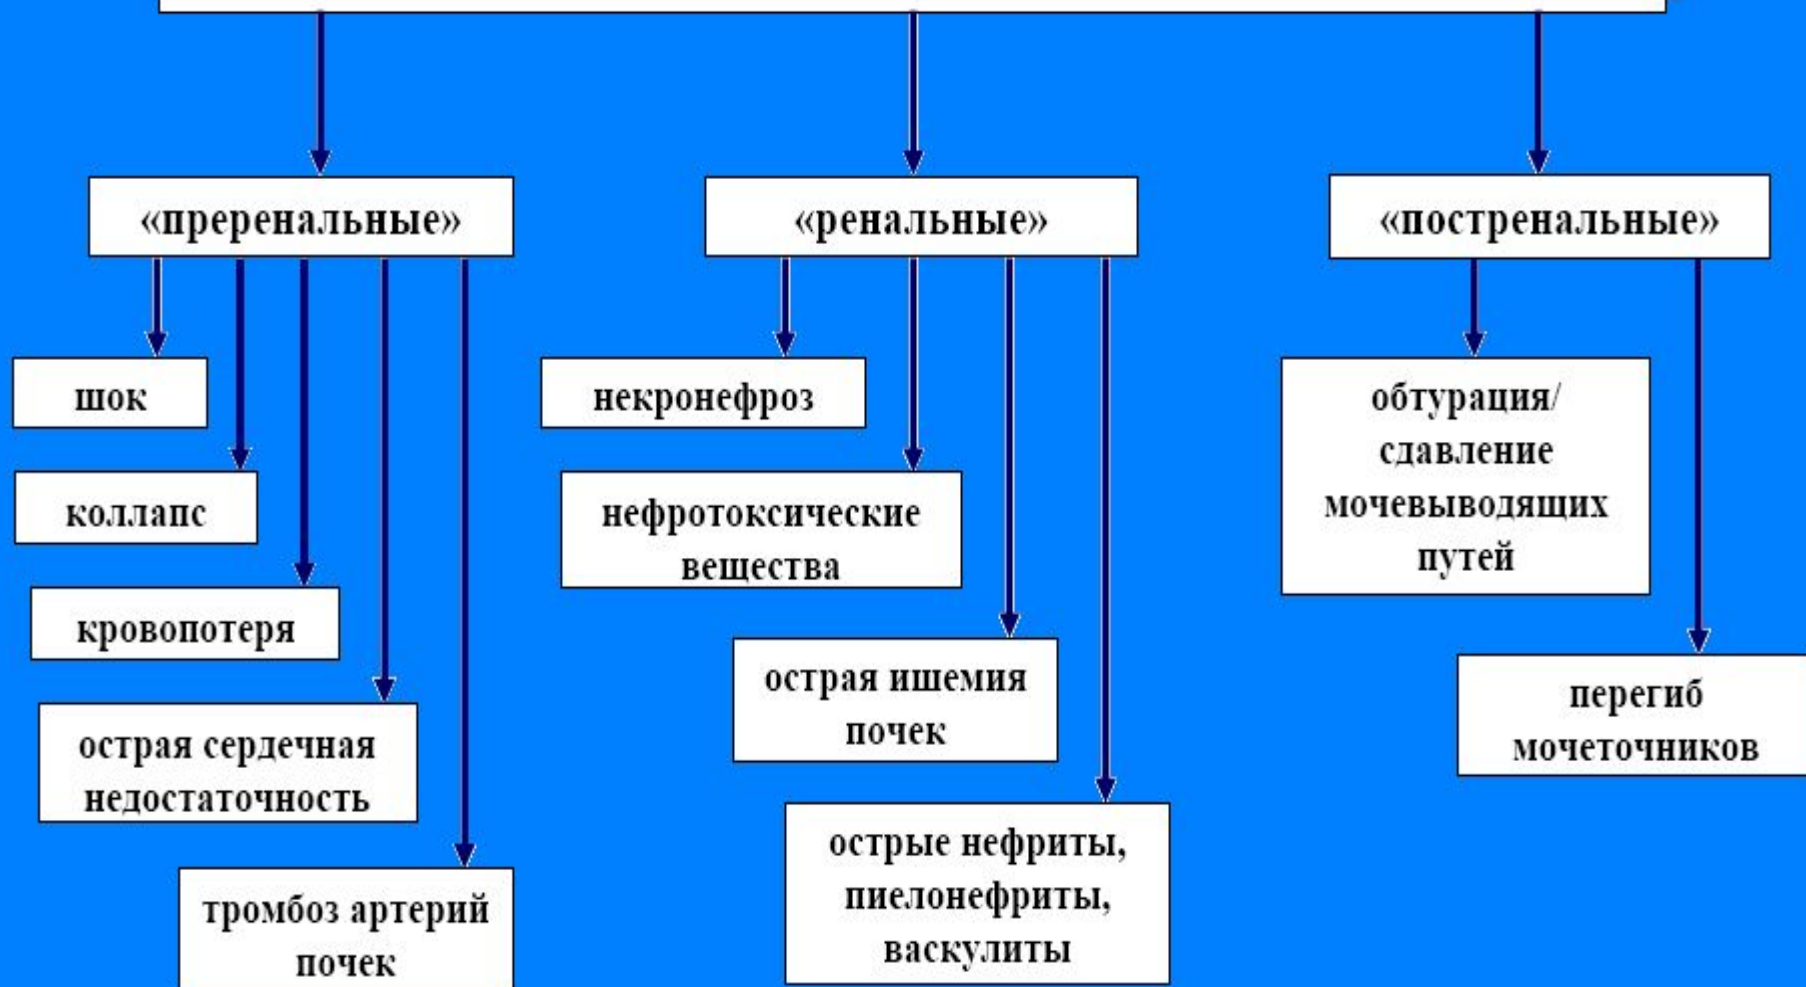 «преренальные»
шок
коллапс
кровопотеря
острая сердечная
недостаточность
тромбоз артерий
почек
«ренальные»
некронефроз
нефротоксические
вещества
острая ишемия
почек
острые нефриты,
пиелонефриты,
васкулиты
«постренальные»
обтурация/
сдавление
мочевыводящих
путей
перегиб
мочеточников